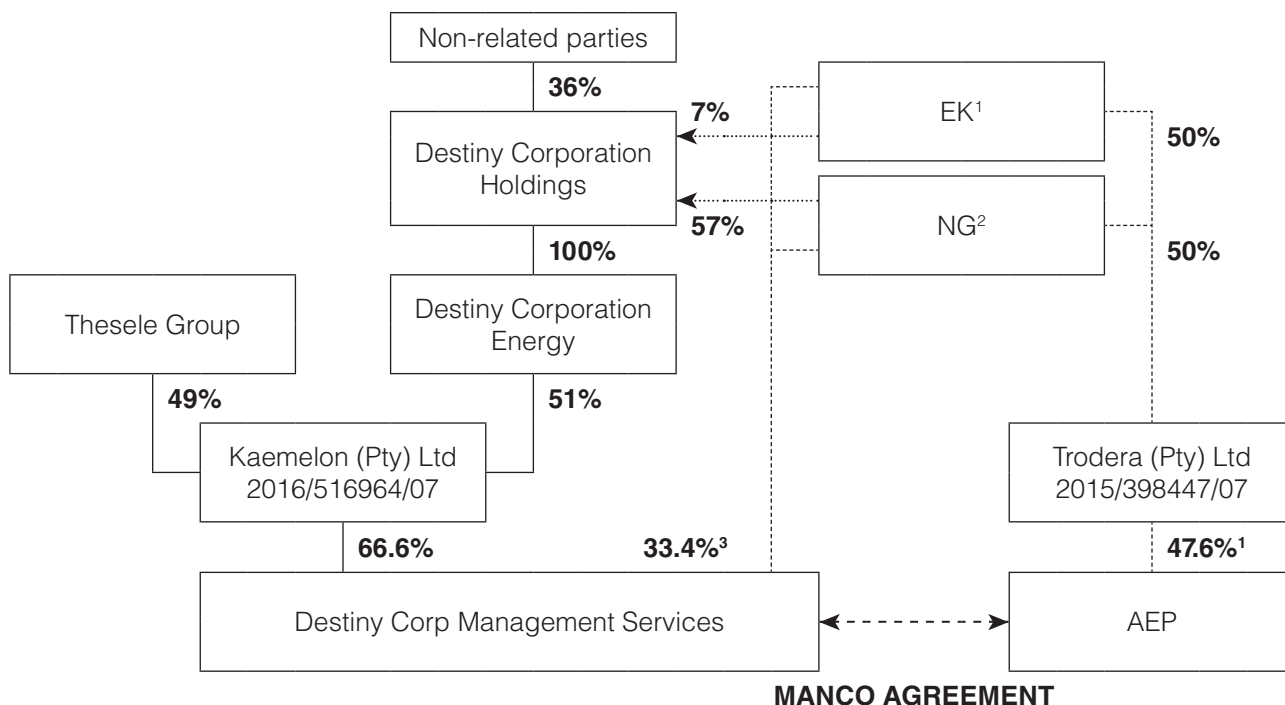 Non-related parties
36%
7%
EK¹
50%
Destiny Corporation
Holdings
57%
NG²
50%
100%
Thesele Group
Destiny Corporation
Energy
49%
51%
Kaemelon (Pty) Ltd
2016/516964/07
Trodera (Pty) Ltd
2015/398447/07
66.6%
33.4%³
47.6%¹
Destiny Corp Management Services
AEP
MANCO AGREEMENT